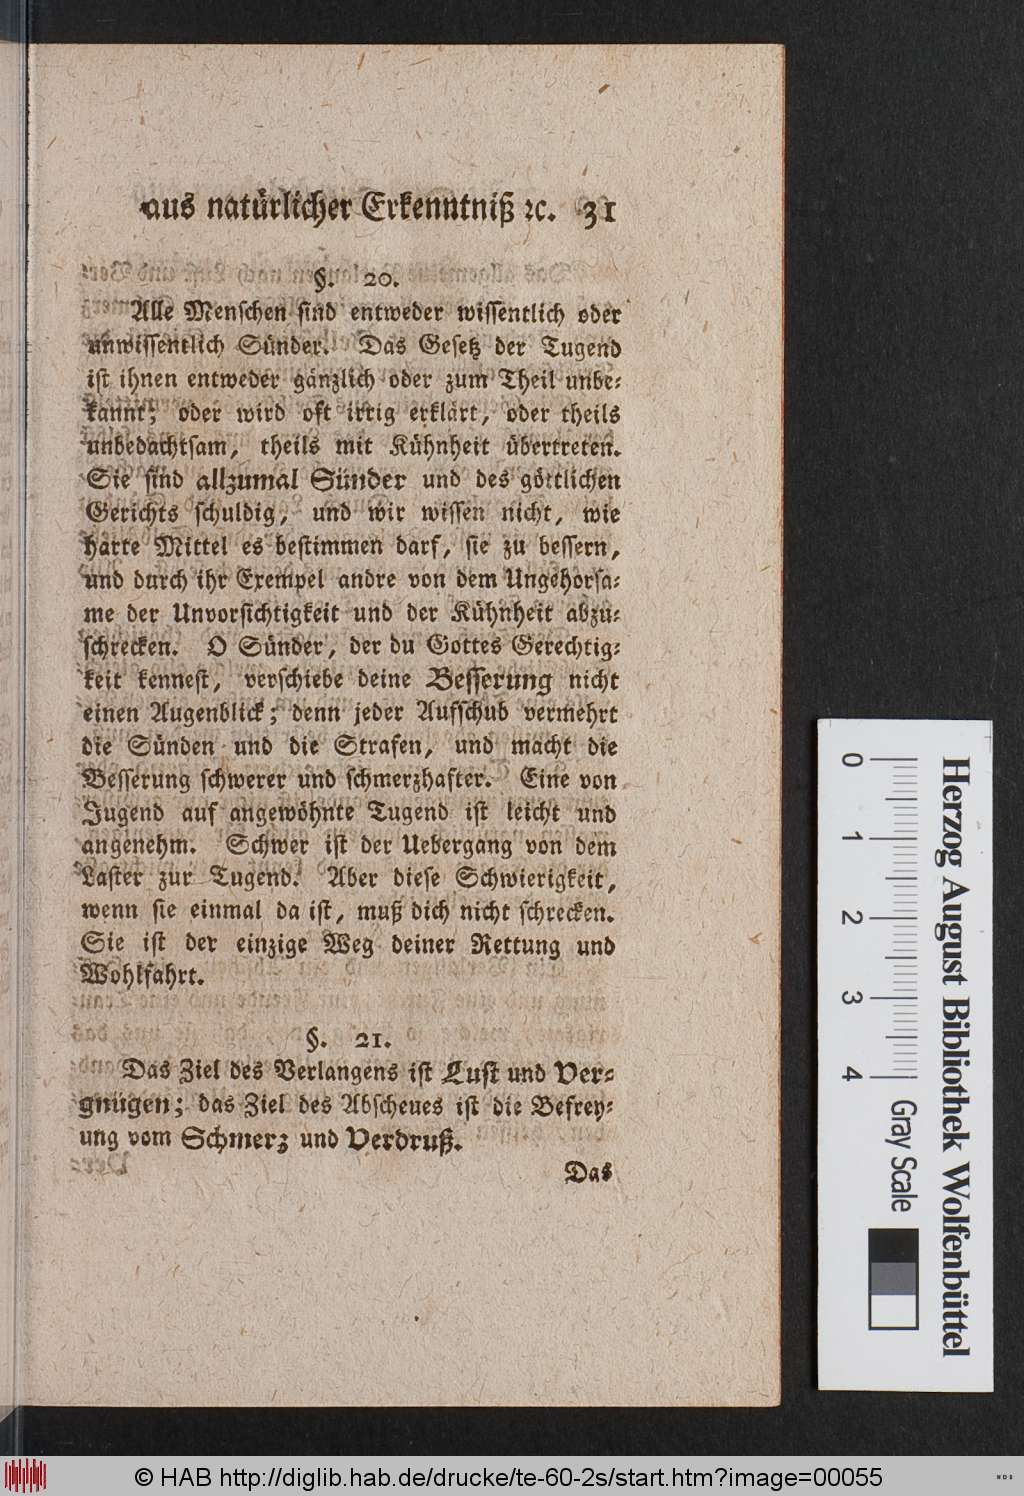 aus natürlicher Erkenntniß ꝛc. 31
§. 20.
Alle Menschen sind entweder wissentlich oder
unwissentlich Sünder. Das Gesetz der Tugend
ist ihnen entweder gänzlich oder zum Theil unbe⸗
kannt; oder wird oft irrig erklärt, oder theils
unbedachtsam, theils mit Kühnheit übertreten.
Sie sind allzumal Sünder und des göttlichen
Gerichts schuldig, und wir wissen nicht, wie
harte Mittel es bestimmen darf, sie zu bessern,
und durch ihr Exempel andre von dem Ungehorsa⸗
me der Unvorsichtigkeit und der Kühnheit abzu⸗
schrecken. O Sünder, der du Gottes Gerechtig⸗
keit kennest, verschiebe deine Besserung nicht
einen Augenblick; denn jeder Aufschub vermehrt
die Sünden und die Strafen, und macht die
Besserung schwerer und schmerzhafter. Eine von
Jugend auf angewöhnte Tugend ist leicht und
angenehm. Schwer ist der Uebergang von dem
Laster zur Tugend. Aber diese Schwierigkeit,
wenn sie einmal da ist, muß dich nicht schrecken.
Sie ist der einzige Weg deiner Rettung und
Wohlfahrt.
§. 21.
Das Ziel des Verlangens ist Lust und Ver⸗
gnügen; das Ziel des Abscheues ist die Befrey⸗
ung vom Schmerz und Verdruß.
Das
0 1 2 3 4 Gray Scale
Herzog August Bibliothek Wolfenbüttel
© HAB http://diglib.hab.de/drucke/te-60-2s/start.htm?image=00055